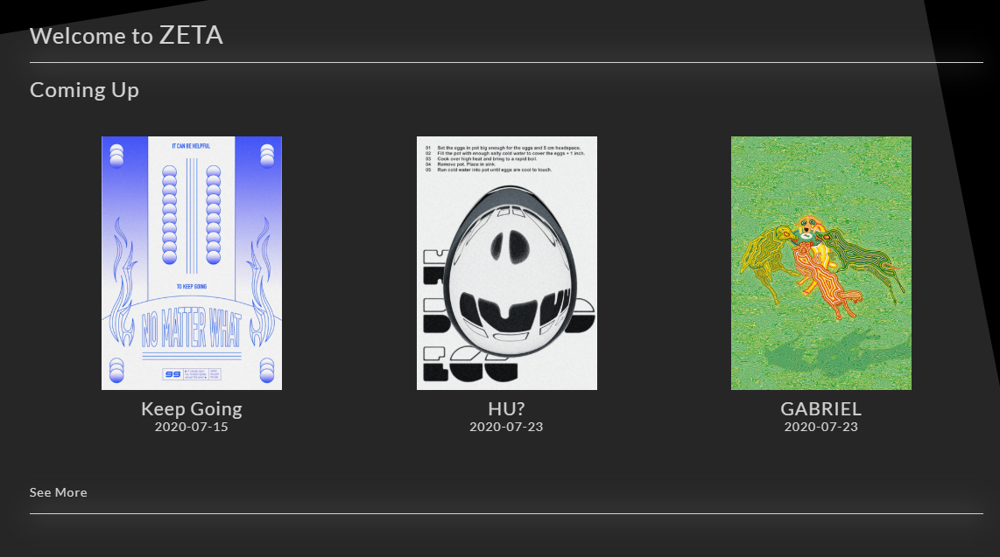 Welcome to ZETA
Coming Up
IT CAN BE HELPFUL
TO KEEP GOING
NO MATTER WHAT
99
01 Set the eggs in pot big enough for the eggs and 5 cm headspace.
02 Fill the pot with enough salty cold water to cover the eggs + 1 inch.
03 Cook over high heat and bring to a rapid boil.
04 Remove pot. Place in sink.
05 Run cold water into pot until eggs are cool to touch.
Keep Going
2020-07-15
HU?
2020-07-23
GABRIEL
2020-07-23
See More